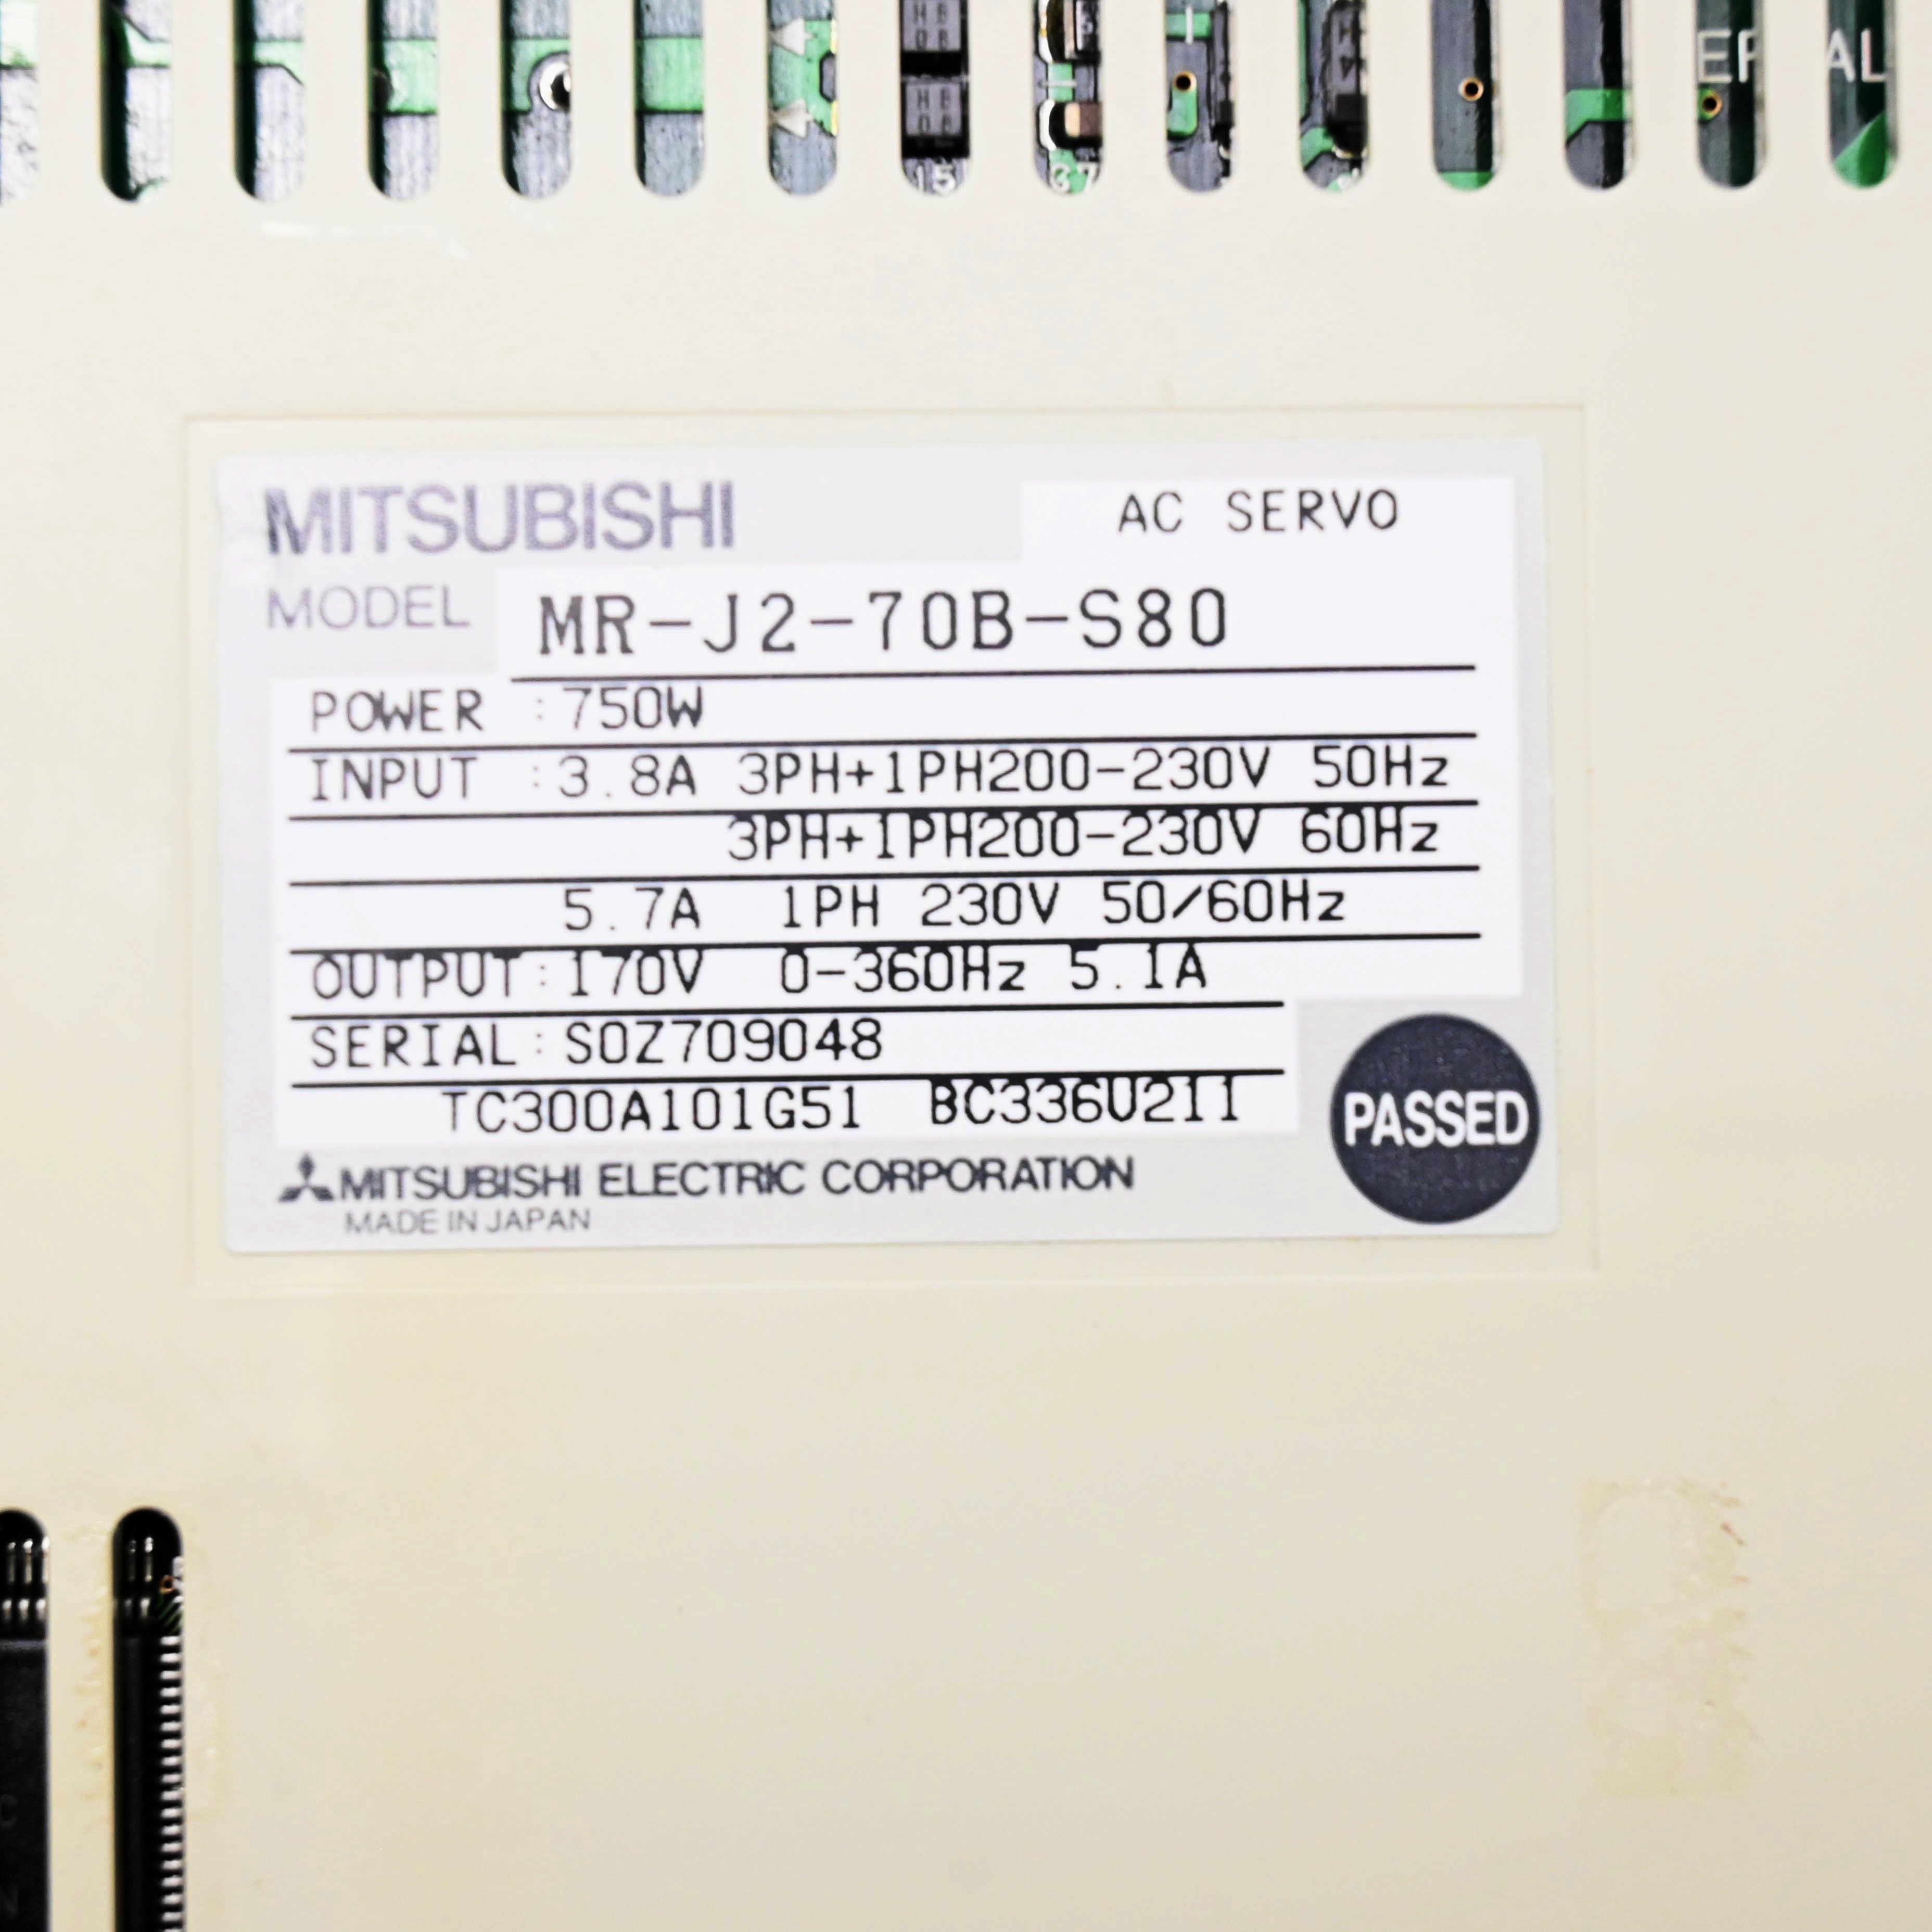 15
37
MITSUBISHI
AC SERVO
MODEL MR-J2-70B-S80
POWER :750W
INPUT :3.8A 3PH+1PH200-230V 50Hz
3PH+1PH200-230V 60Hz
5.7A 1PH 230V 50/60Hz
OUTPUT:170V 0-360Hz 5.1A
SERIAL:S0Z709048
TC300A101G51 BC336U211
PASSED
MITSUBISHI ELECTRIC CORPORATION
MADE IN JAPAN